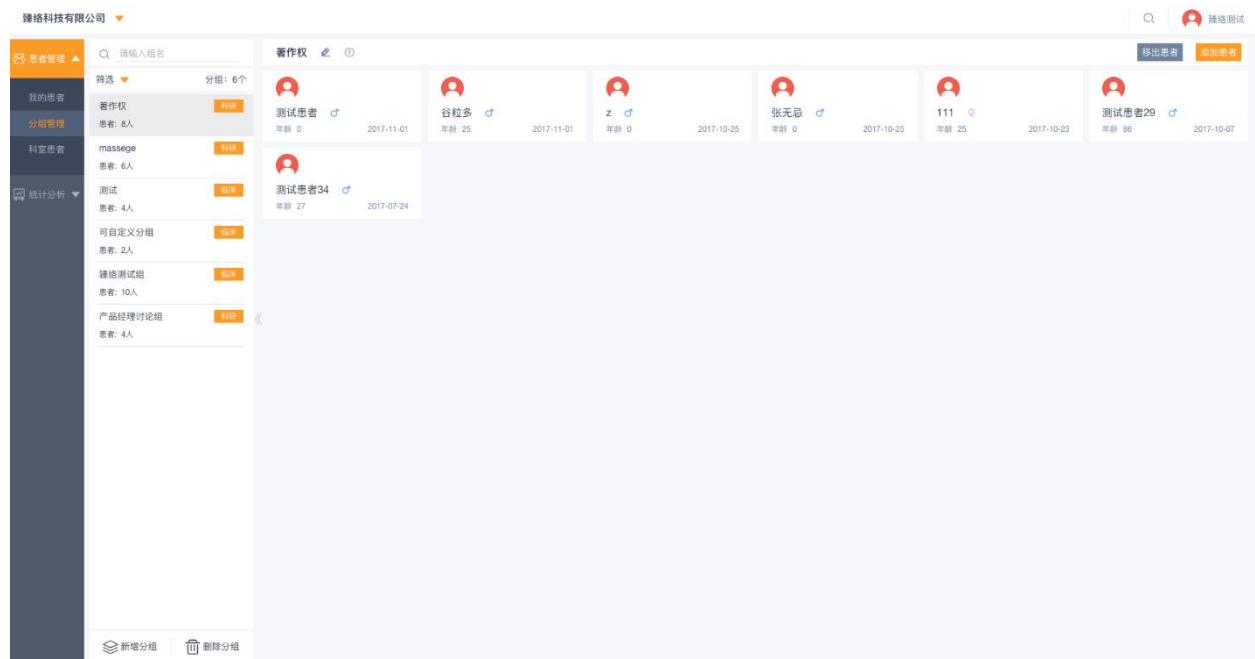 臻络科技有限公司
臻络测试
患者管理
我的患者
分组管理
科室患者
统计分析
请输入组名
筛选 分组: 6个
著作权 科研
患者: 8人
massege 科研
患者: 6人
测试 临床
患者: 4人
可自定义分组 临床
患者: 2人
臻络测试组 临床
患者: 10人
产品经理讨论组 科研
患者: 4人
新增分组 删除分组
著作权 移出患者 添加患者
测试患者
年龄 0 2017-11-01
谷粒多
年龄 25 2017-11-01
z
年龄 0 2017-10-25
张无忌
年龄 0 2017-10-25
111
年龄 25 2017-10-23
测试患者29
年龄 86 2017-10-07
测试患者34
年龄 27 2017-07-24